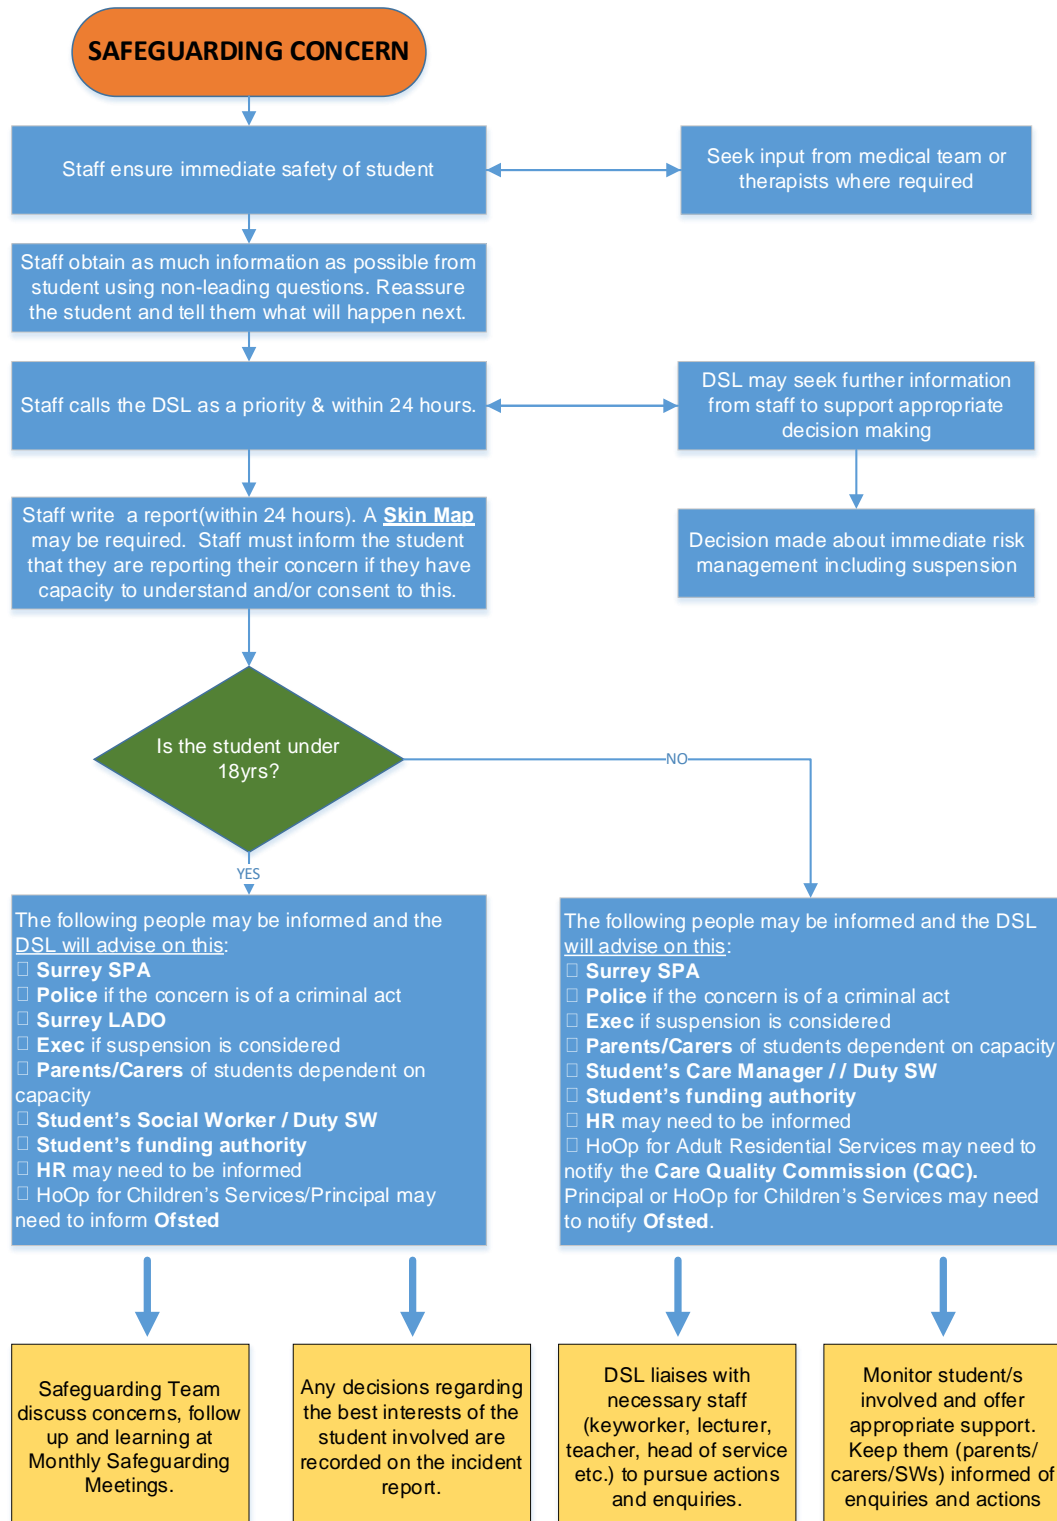 SAFEGUARDING CONCERN
Staff ensure immediate safety of student
Seek input from medical team or
therapists where required
Staff obtain as much information as possible from
student using non-leading questions. Reassure
the student and tell them what will happen next.
Staff calls the DSL as a priority & within 24 hours.
DSL may seek further information
from staff to support appropriate
decision making
Staff write  a report(within 24 hours). A Skin Map
may be required.  Staff must inform the student
that they are reporting their concern if they have
capacity to understand and/or consent to this.
Decision made about immediate risk
management including suspension
Is the student under
18yrs?
NO
YES
The following people may be informed and the
DSL will advise on this:
□ Surrey SPA
□ Police if the concern is of a criminal act
□ Surrey LADO
□ Exec if suspension is considered
□ Parents/Carers of students dependent on
capacity
□ Student’s Social Worker / Duty SW
□ Student’s funding authority
□ HR may need to be informed
□ HoOp for Children’s Services/Principal may
need to inform Ofsted
The following people may be informed and the DSL
will advise on this:
□ Surrey SPA
□ Police if the concern is of a criminal act
□ Exec if suspension is considered
□ Parents/Carers of students dependent on capacity
□ Student’s Care Manager / / Duty SW
□ Student’s funding authority
□ HR may need to be informed
□ HoOp for Adult Residential Services may need to
notify the Care Quality Commission (CQC).
Principal or HoOp for Children’s Services may need
to notify Ofsted.
Safeguarding Team
discuss concerns, follow
up and learning at
Monthly Safeguarding
Meetings.
Any decisions regarding
the best interests of the
student involved are
recorded on the incident
report.
DSL liaises with
necessary staff
(keyworker, lecturer,
teacher, head of service
etc.) to pursue actions
and enquiries.
Monitor student/s
involved and offer
appropriate support.
Keep them (parents/
carers/SWs) informed of
enquiries and actions